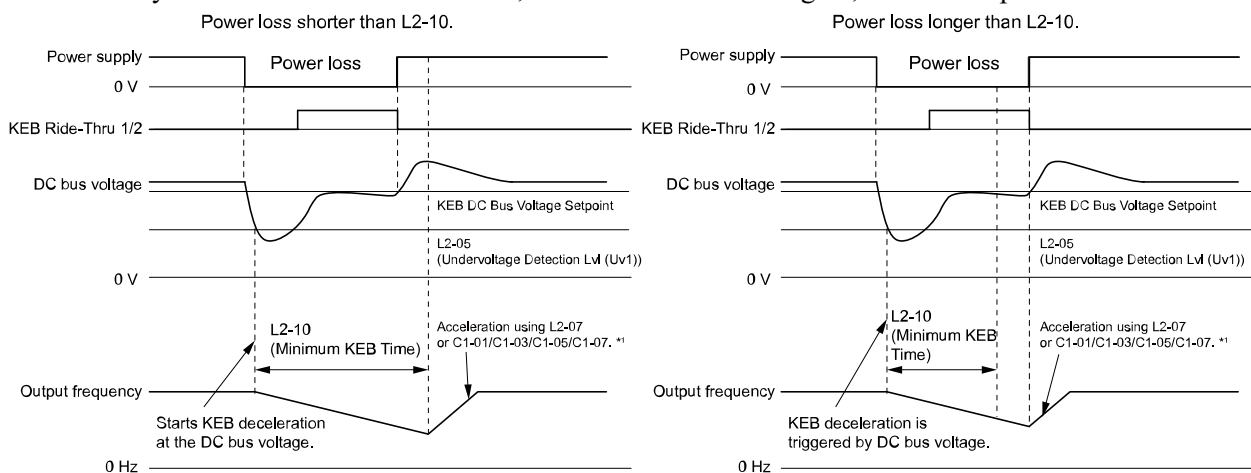 Power loss shorter than L2-10.
Power supply
Power loss
0 V
KEB Ride-Thru 1/2
DC bus voltage
KEB DC Bus Voltage Setpoint
L2-05
(Undervoltage Detection Lvl (Uv1))
0 V
L2-10
(Minimum KEB Time)
Acceleration using L2-07
or C1-01/C1-03/C1-05/C1-07. *1
Output frequency
Starts KEB deceleration
at the DC bus voltage.
0 Hz
Power loss longer than L2-10.
Power supply
Power loss
0 V
KEB Ride-Thru 1/2
DC bus voltage
KEB DC Bus Voltage Setpoint
L2-05
(Undervoltage Detection Lvl (Uv1))
0 V
L2-10
(Minimum KEB
Time)
Acceleration using L2-07
or C1-01/C1-03/C1-05/C1-07. *1
Output frequency
KEB deceleration is
triggered by DC bus voltage.
0 Hz